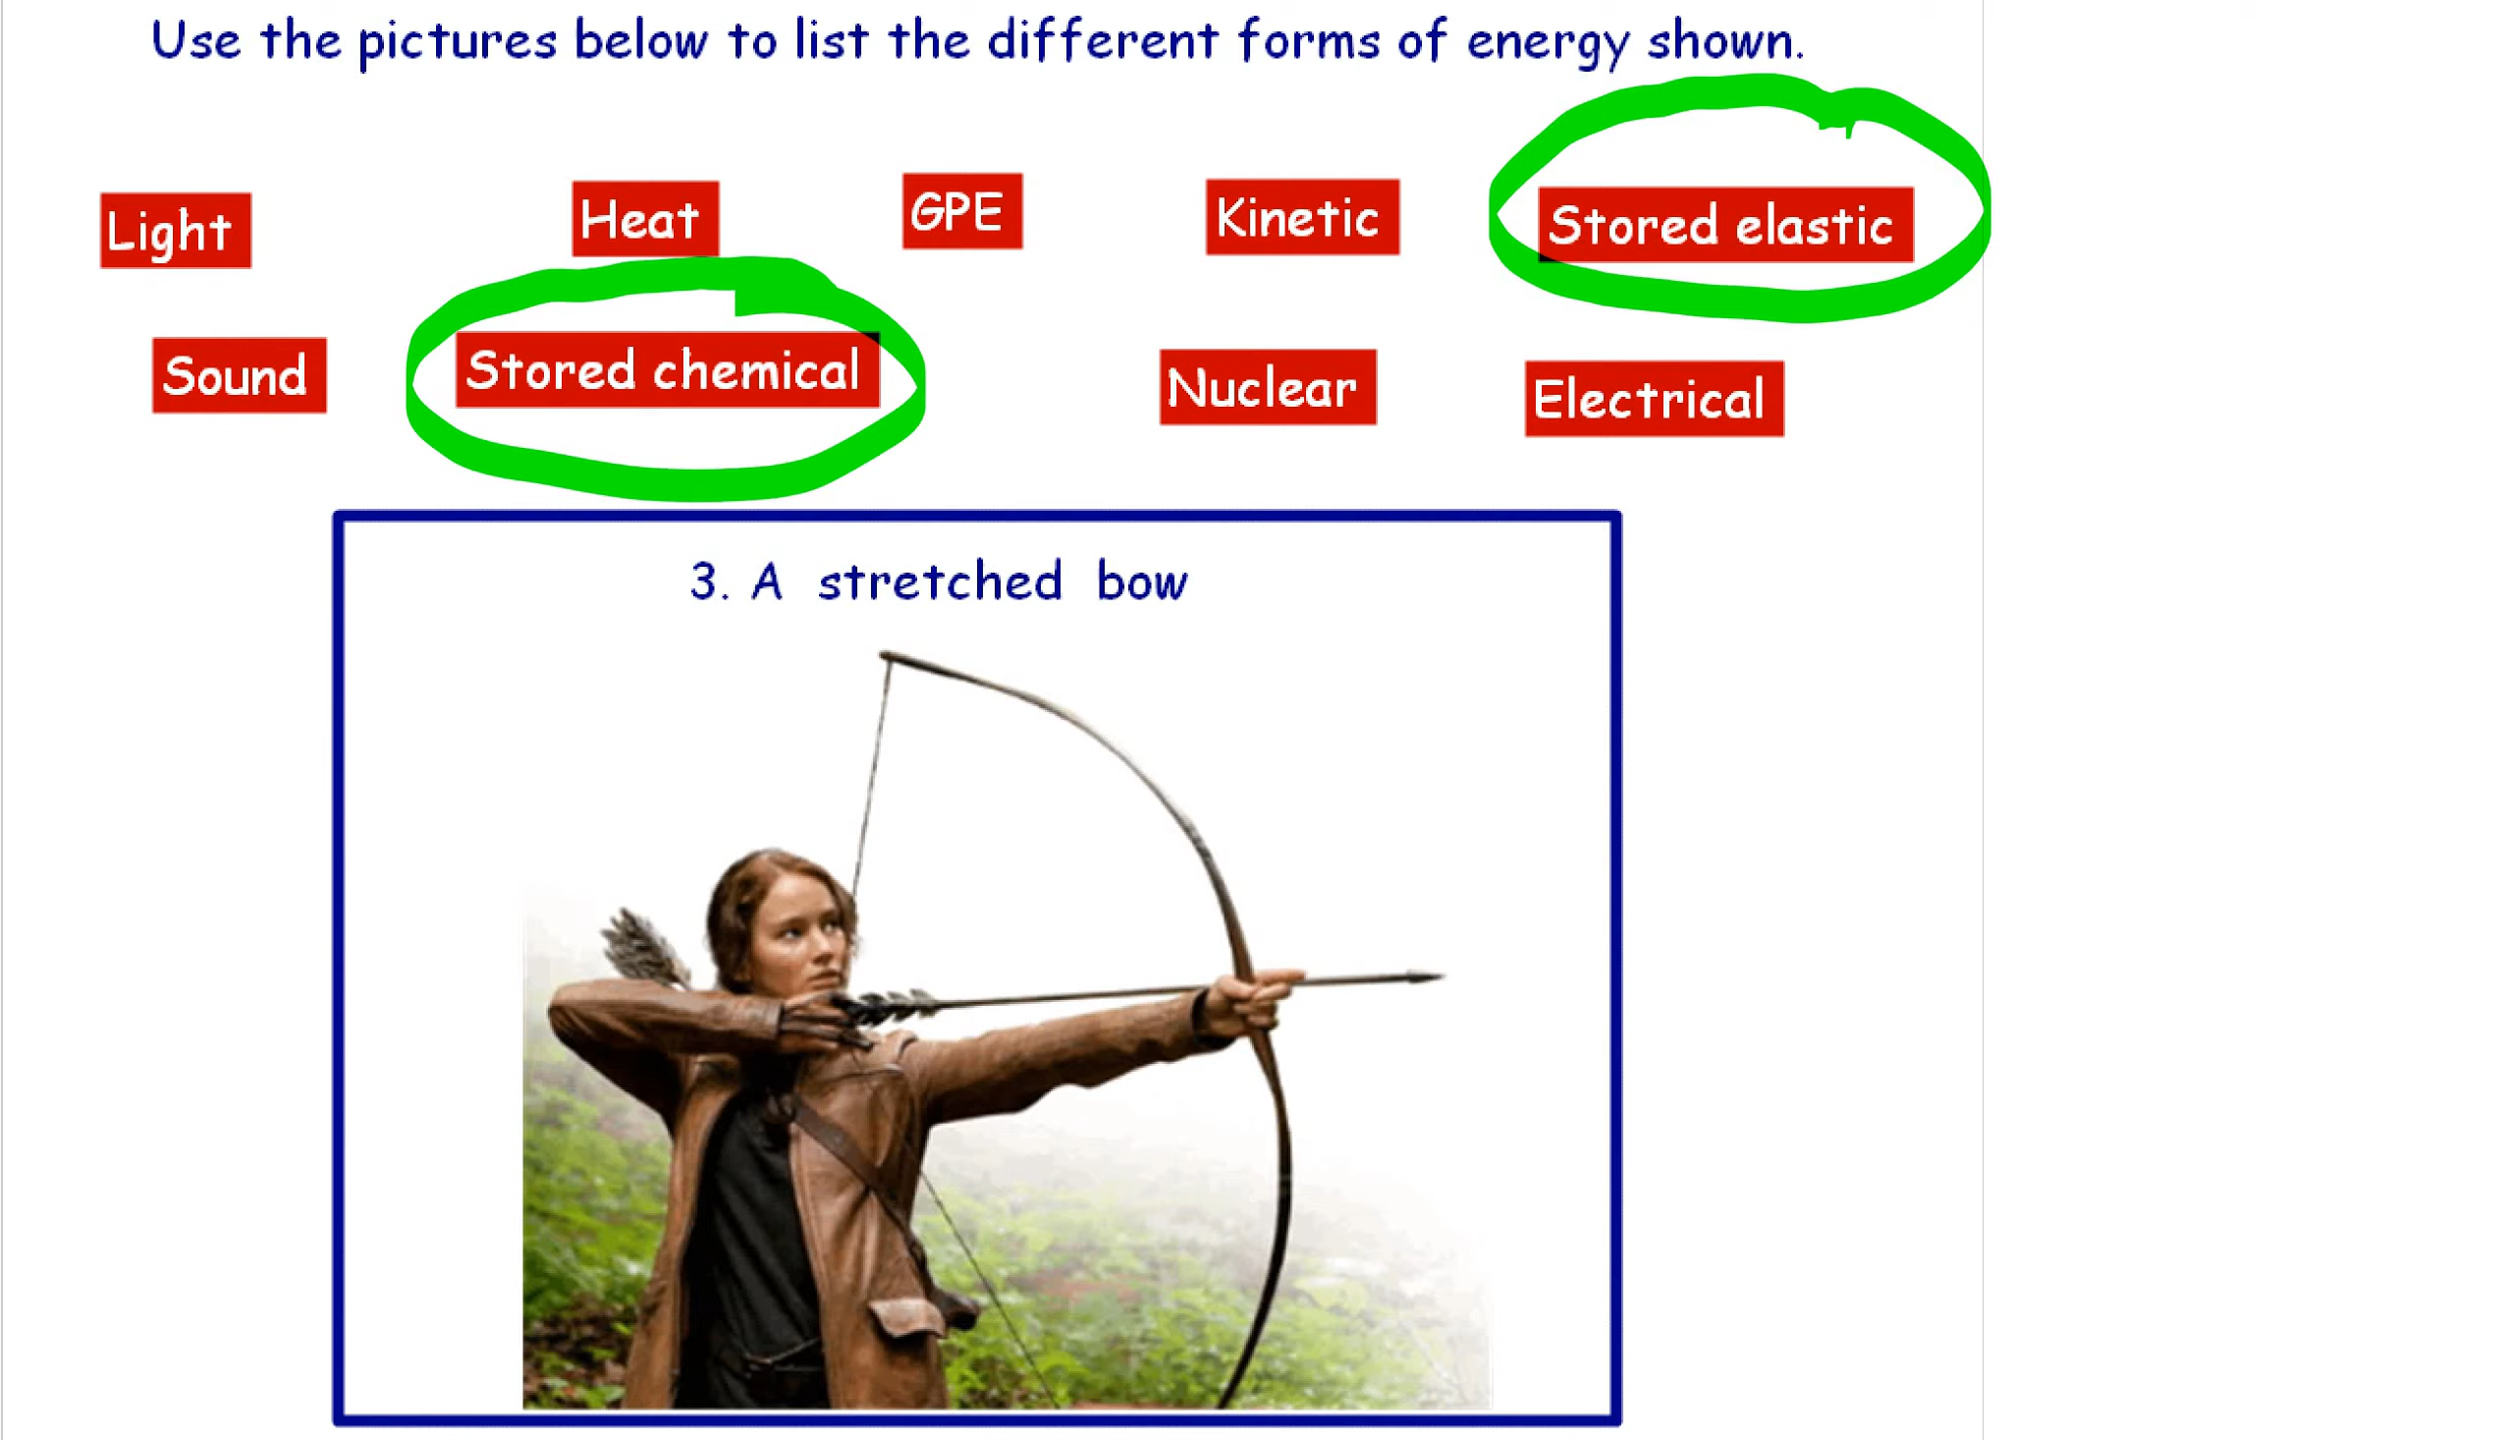 Use the pictures below to list the different forms of energy shown.
Light Heat GPE Kinetic Stored elastic
Sound Stored chemical Nuclear Electrical
3. A stretched bow